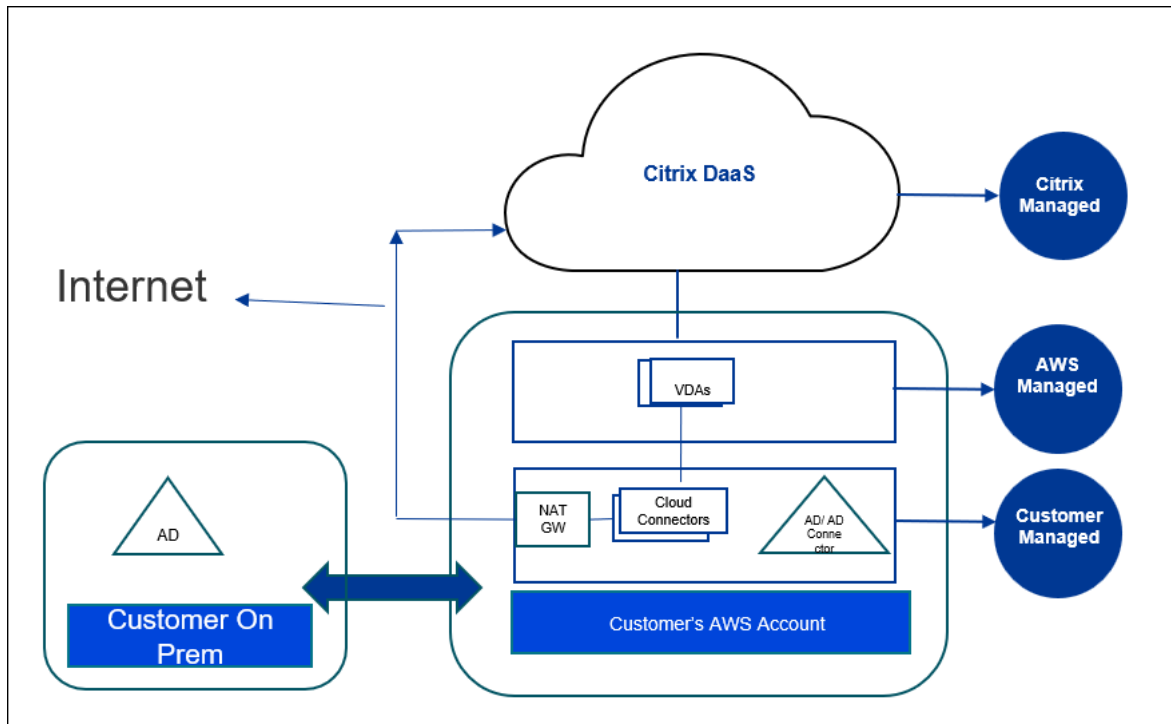 Citrix DaaS
Citrix
Managed
Internet
AWS
Managed
VDAs
NAT
GW
Cloud
Connectors
AD/ AD
Conne
ctor
Customer
Managed
AD
Customer On
Prem
Customer's AWS Account